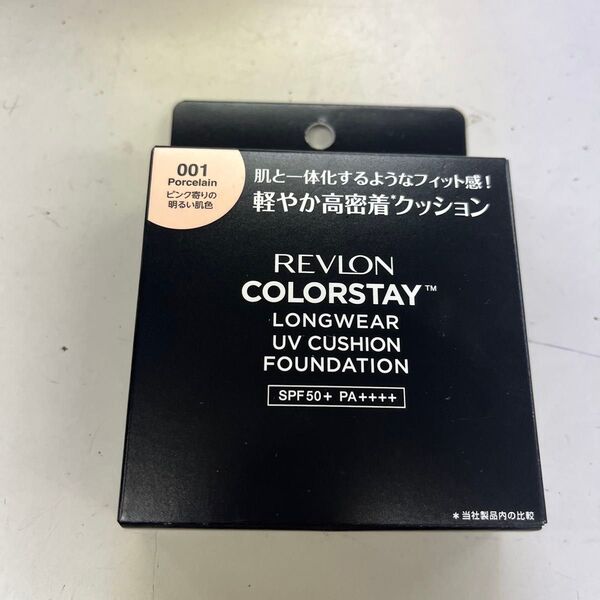 001
Porcelain
ピンク寄りの
明るい肌色
肌と一体化するようなフィット感!
軽やか高密着*クッション
REVLON
COLORSTAY™
LONGWEAR
UV CUSHION
FOUNDATION
SPF50+ PA++++
*当社製品内の比較